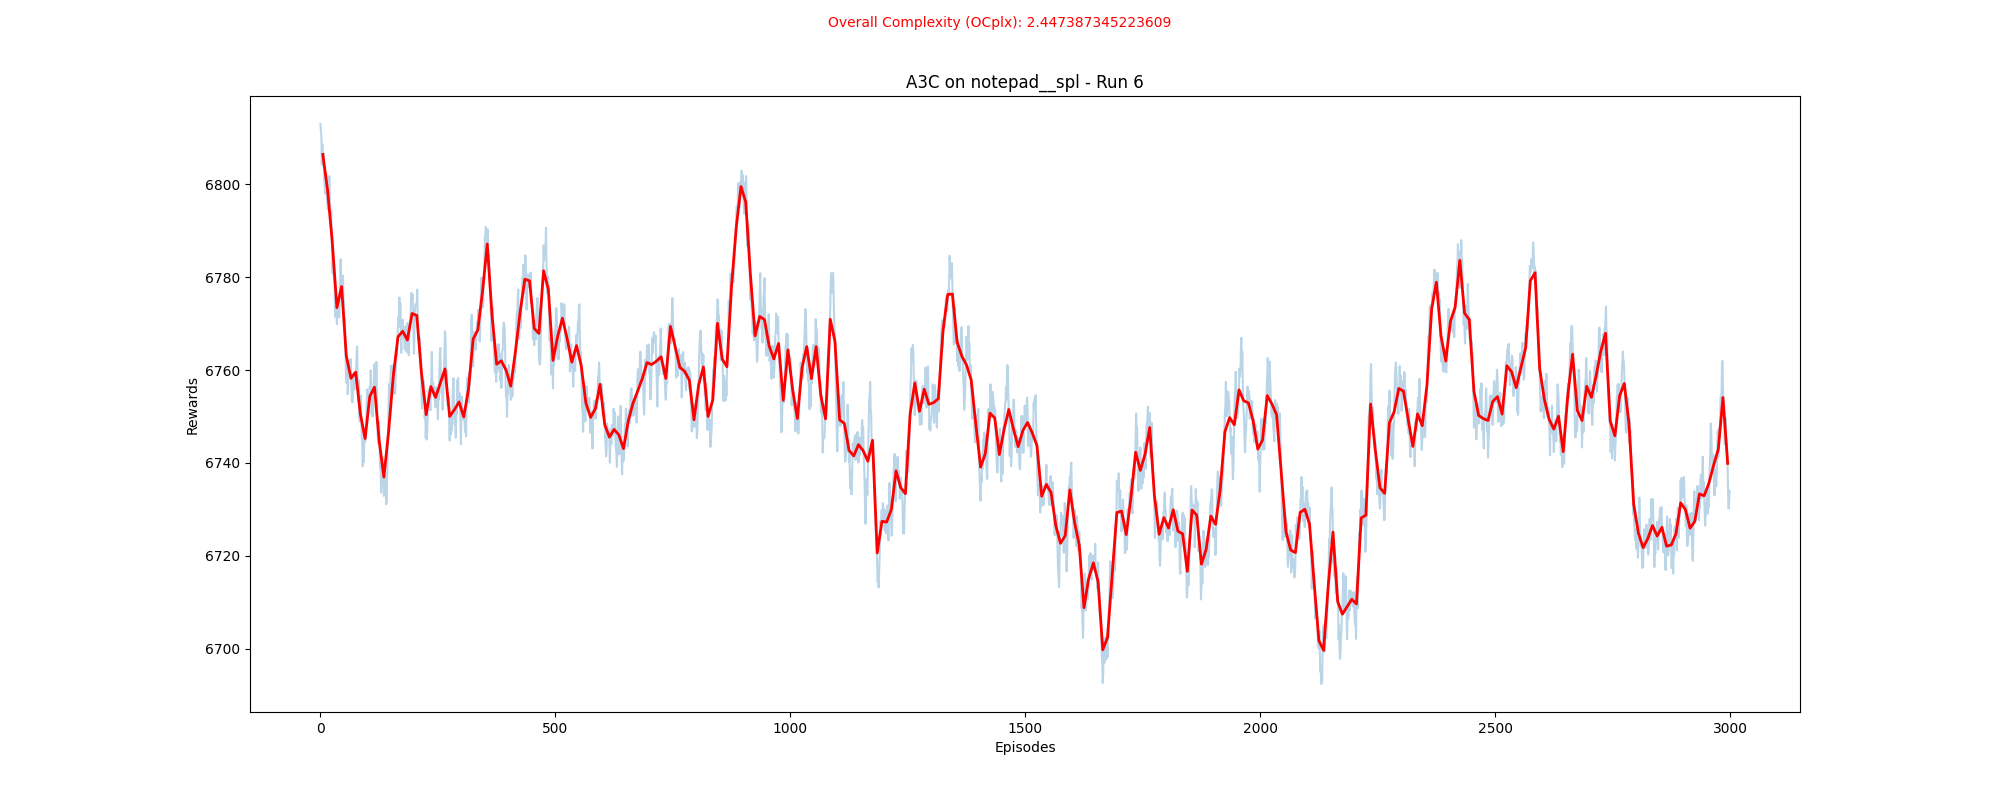 Overall Complexity (OCplx): 2.447387345223609
A3C on notepad__spl - Run 6
Rewards
6800
6780
6760
6740
6720
6700
0 500 1000 1500 2000 2500 3000
Episodes